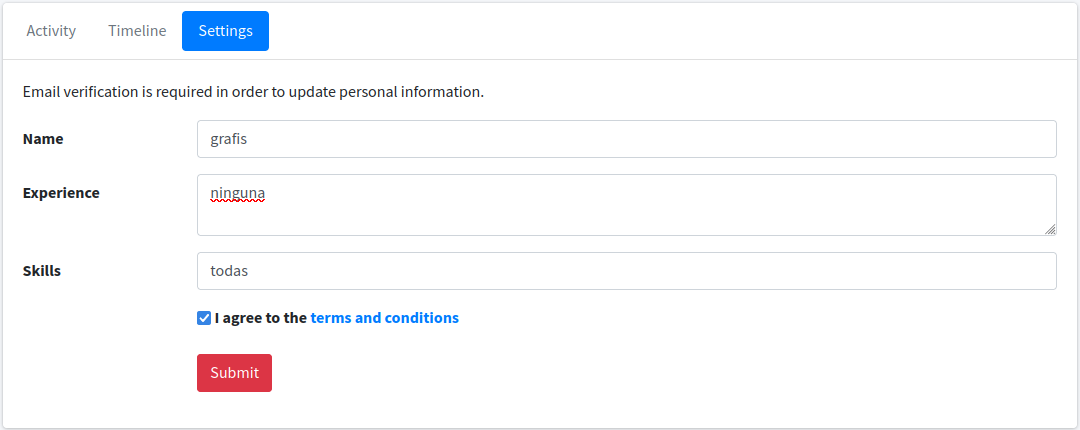 Activity Timeline Settings
Email verification is required in order to update personal information.
Name grafis
Experience ninguna
Skills todas
I agree to the terms and conditions
Submit